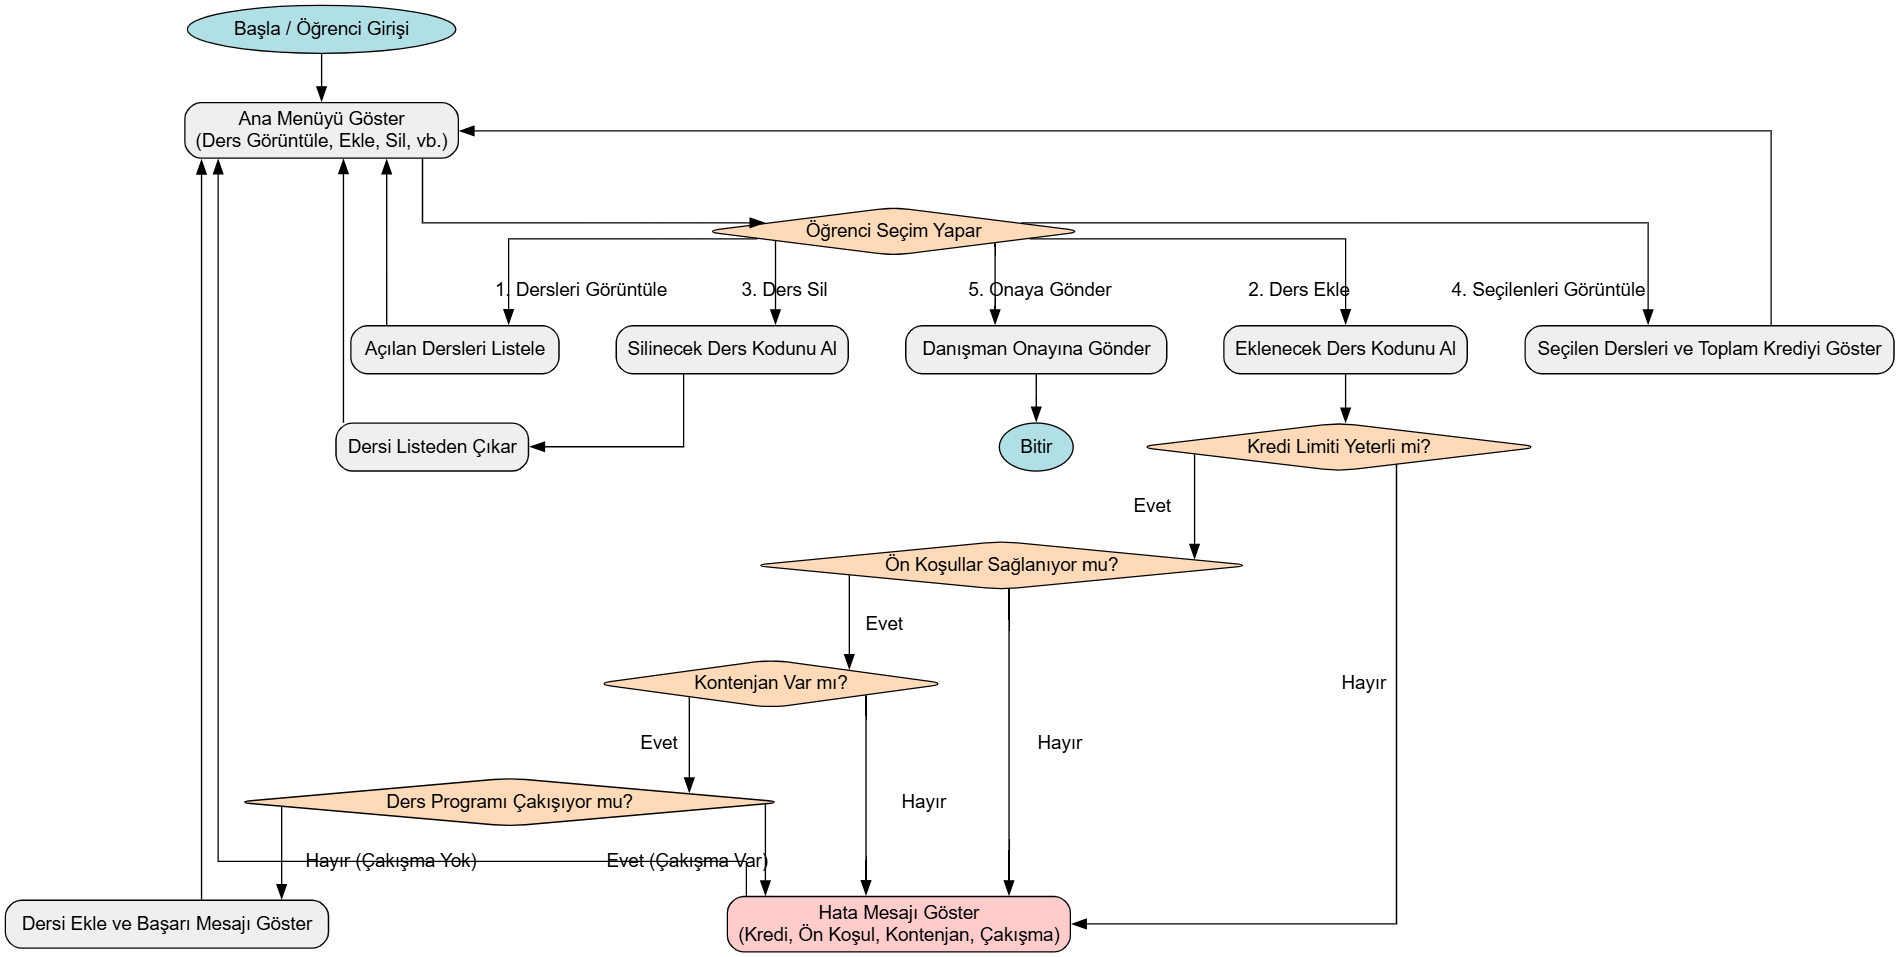 Başla / Öğrenci Girişi
Ana Menüyü Göster
(Ders Görüntüle, Ekle, Sil, vb.)
Öğrenci Seçim Yapar
1. Dersleri Görüntüle
3. Ders Sil
5. Onaya Gönder
2. Ders Ekle
4. Seçilenleri Görüntüle
Açılan Dersleri Listele
Silinecek Ders Kodunu Al
Danışman Onayına Gönder
Eklenecek Ders Kodunu Al
Seçilen Dersleri ve Toplam Krediyi Göster
Dersi Listeden Çıkar
Bitir
Kredi Limiti Yeterli mi?
Evet
Ön Koşullar Sağlanıyor mu?
Evet
Kontenjan Var mı?
Hayır
Evet
Hayır
Ders Programı Çakışıyor mu?
Hayır
Hayır (Çakışma Yok)
Evet (Çakışma Var)
Dersi Ekle ve Başarı Mesajı Göster
Hata Mesajı Göster
(Kredi, Ön Koşul, Kontenjan, Çakışma)